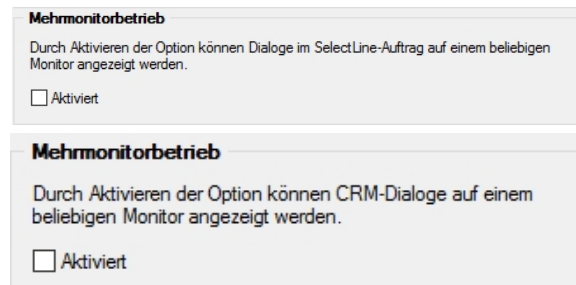 Mehrmonitorbetrieb
Durch Aktivieren der Option können Dialoge im SelectLine-Auftrag auf einem beliebigen
Monitor angezeigt werden.
Aktiviert
Mehrmonitorbetrieb
Durch Aktivieren der Option können CRM-Dialoge auf einem
beliebigen Monitor angezeigt werden.
Aktiviert